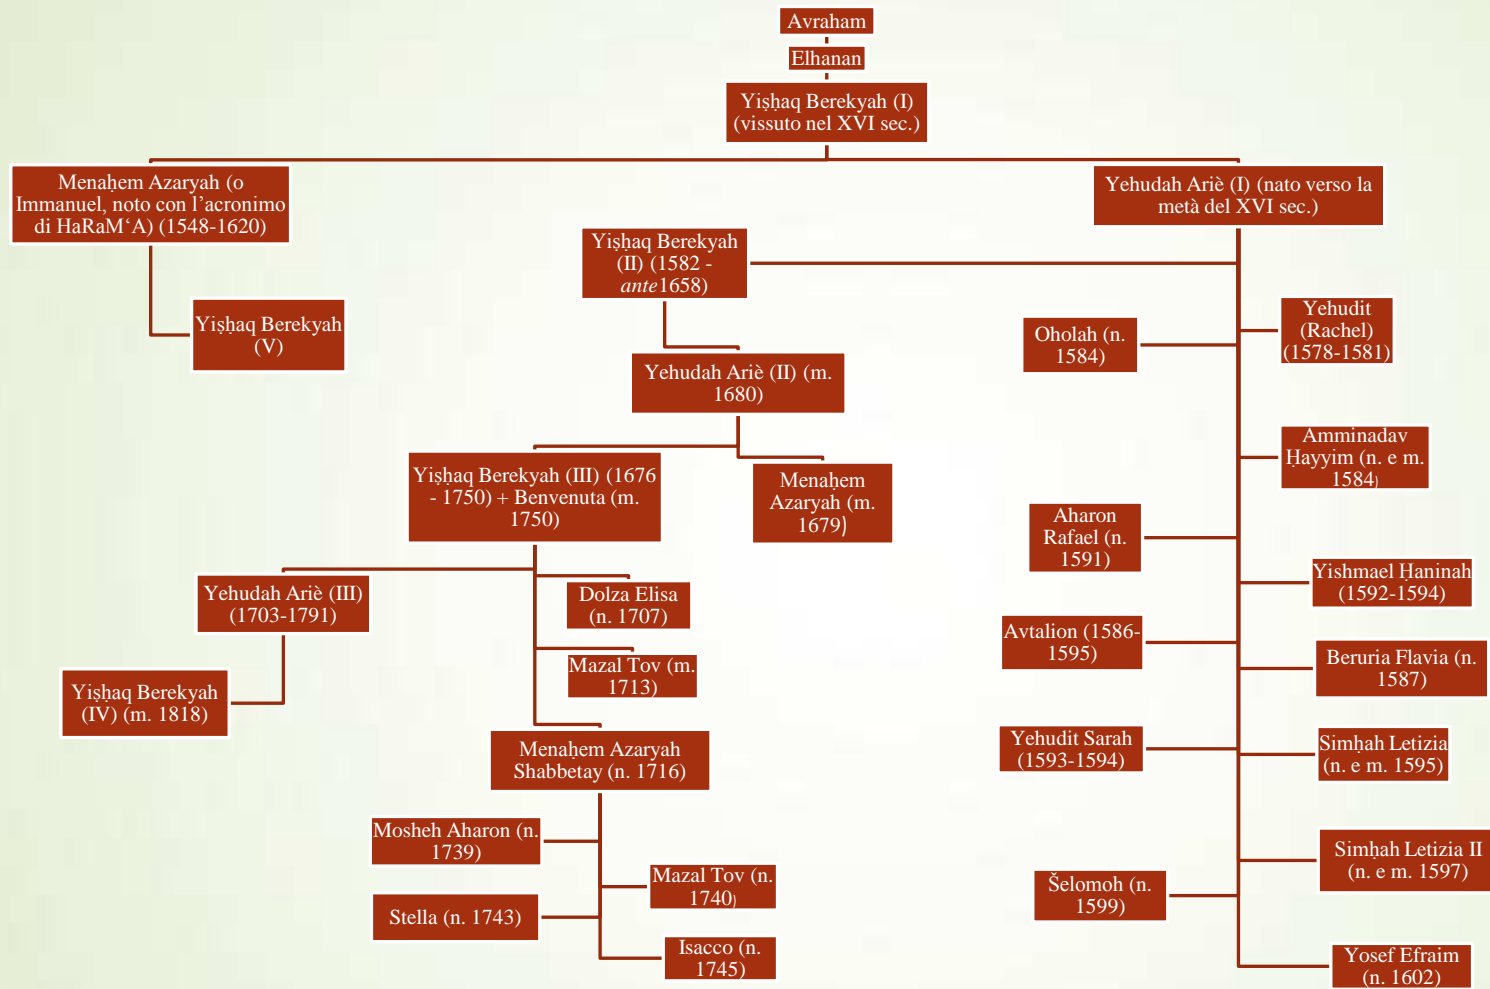 Avraham
Elhanan
Yiṣḥaq Berekyah (I)
(vissuto nel XVI sec.)
Menaḥem Azaryah (o
Immanuel, noto con l’acronimo
di HaRaM‘A) (1548-1620)
Yehudah Ariè (I) (nato verso la
metà del XVI sec.)
Yiṣḥaq Berekyah
(II) (1582 -
ante1658)
Yiṣḥaq Berekyah
(V)
Yehudit
(Rachel)
(1578-1581)
Oholah (n.
1584)
Yehudah Ariè (II) (m.
1680)
Amminadav
Ḥayyim (n. e m.
1584)
Yiṣḥaq Berekyah (III) (1676
- 1750) + Benvenuta (m.
1750)
Menaḥem
Azaryah (m.
1679)
Aharon
Rafael (n.
1591)
Yishmael Ḥaninah
(1592-1594)
Yehudah Ariè (III)
(1703-1791)
Dolza Elisa
(n. 1707)
Avtalion (1586-
1595)
Mazal Tov (m.
1713)
Beruria Flavia (n.
1587)
Yiṣḥaq Berekyah
(IV) (m. 1818)
Menaḥem Azaryah
Shabbetay (n. 1716)
Yehudit Sarah
(1593-1594)
Simḥah Letizia
(n. e m. 1595)
Mosheh Aharon (n.
1739)
Mazal Tov (n.
1740)
Simḥah Letizia II
(n. e m. 1597)
Šelomoh (n.
1599)
Stella (n. 1743)
Isacco (n.
1745)
Yosef Efraim
(n. 1602)